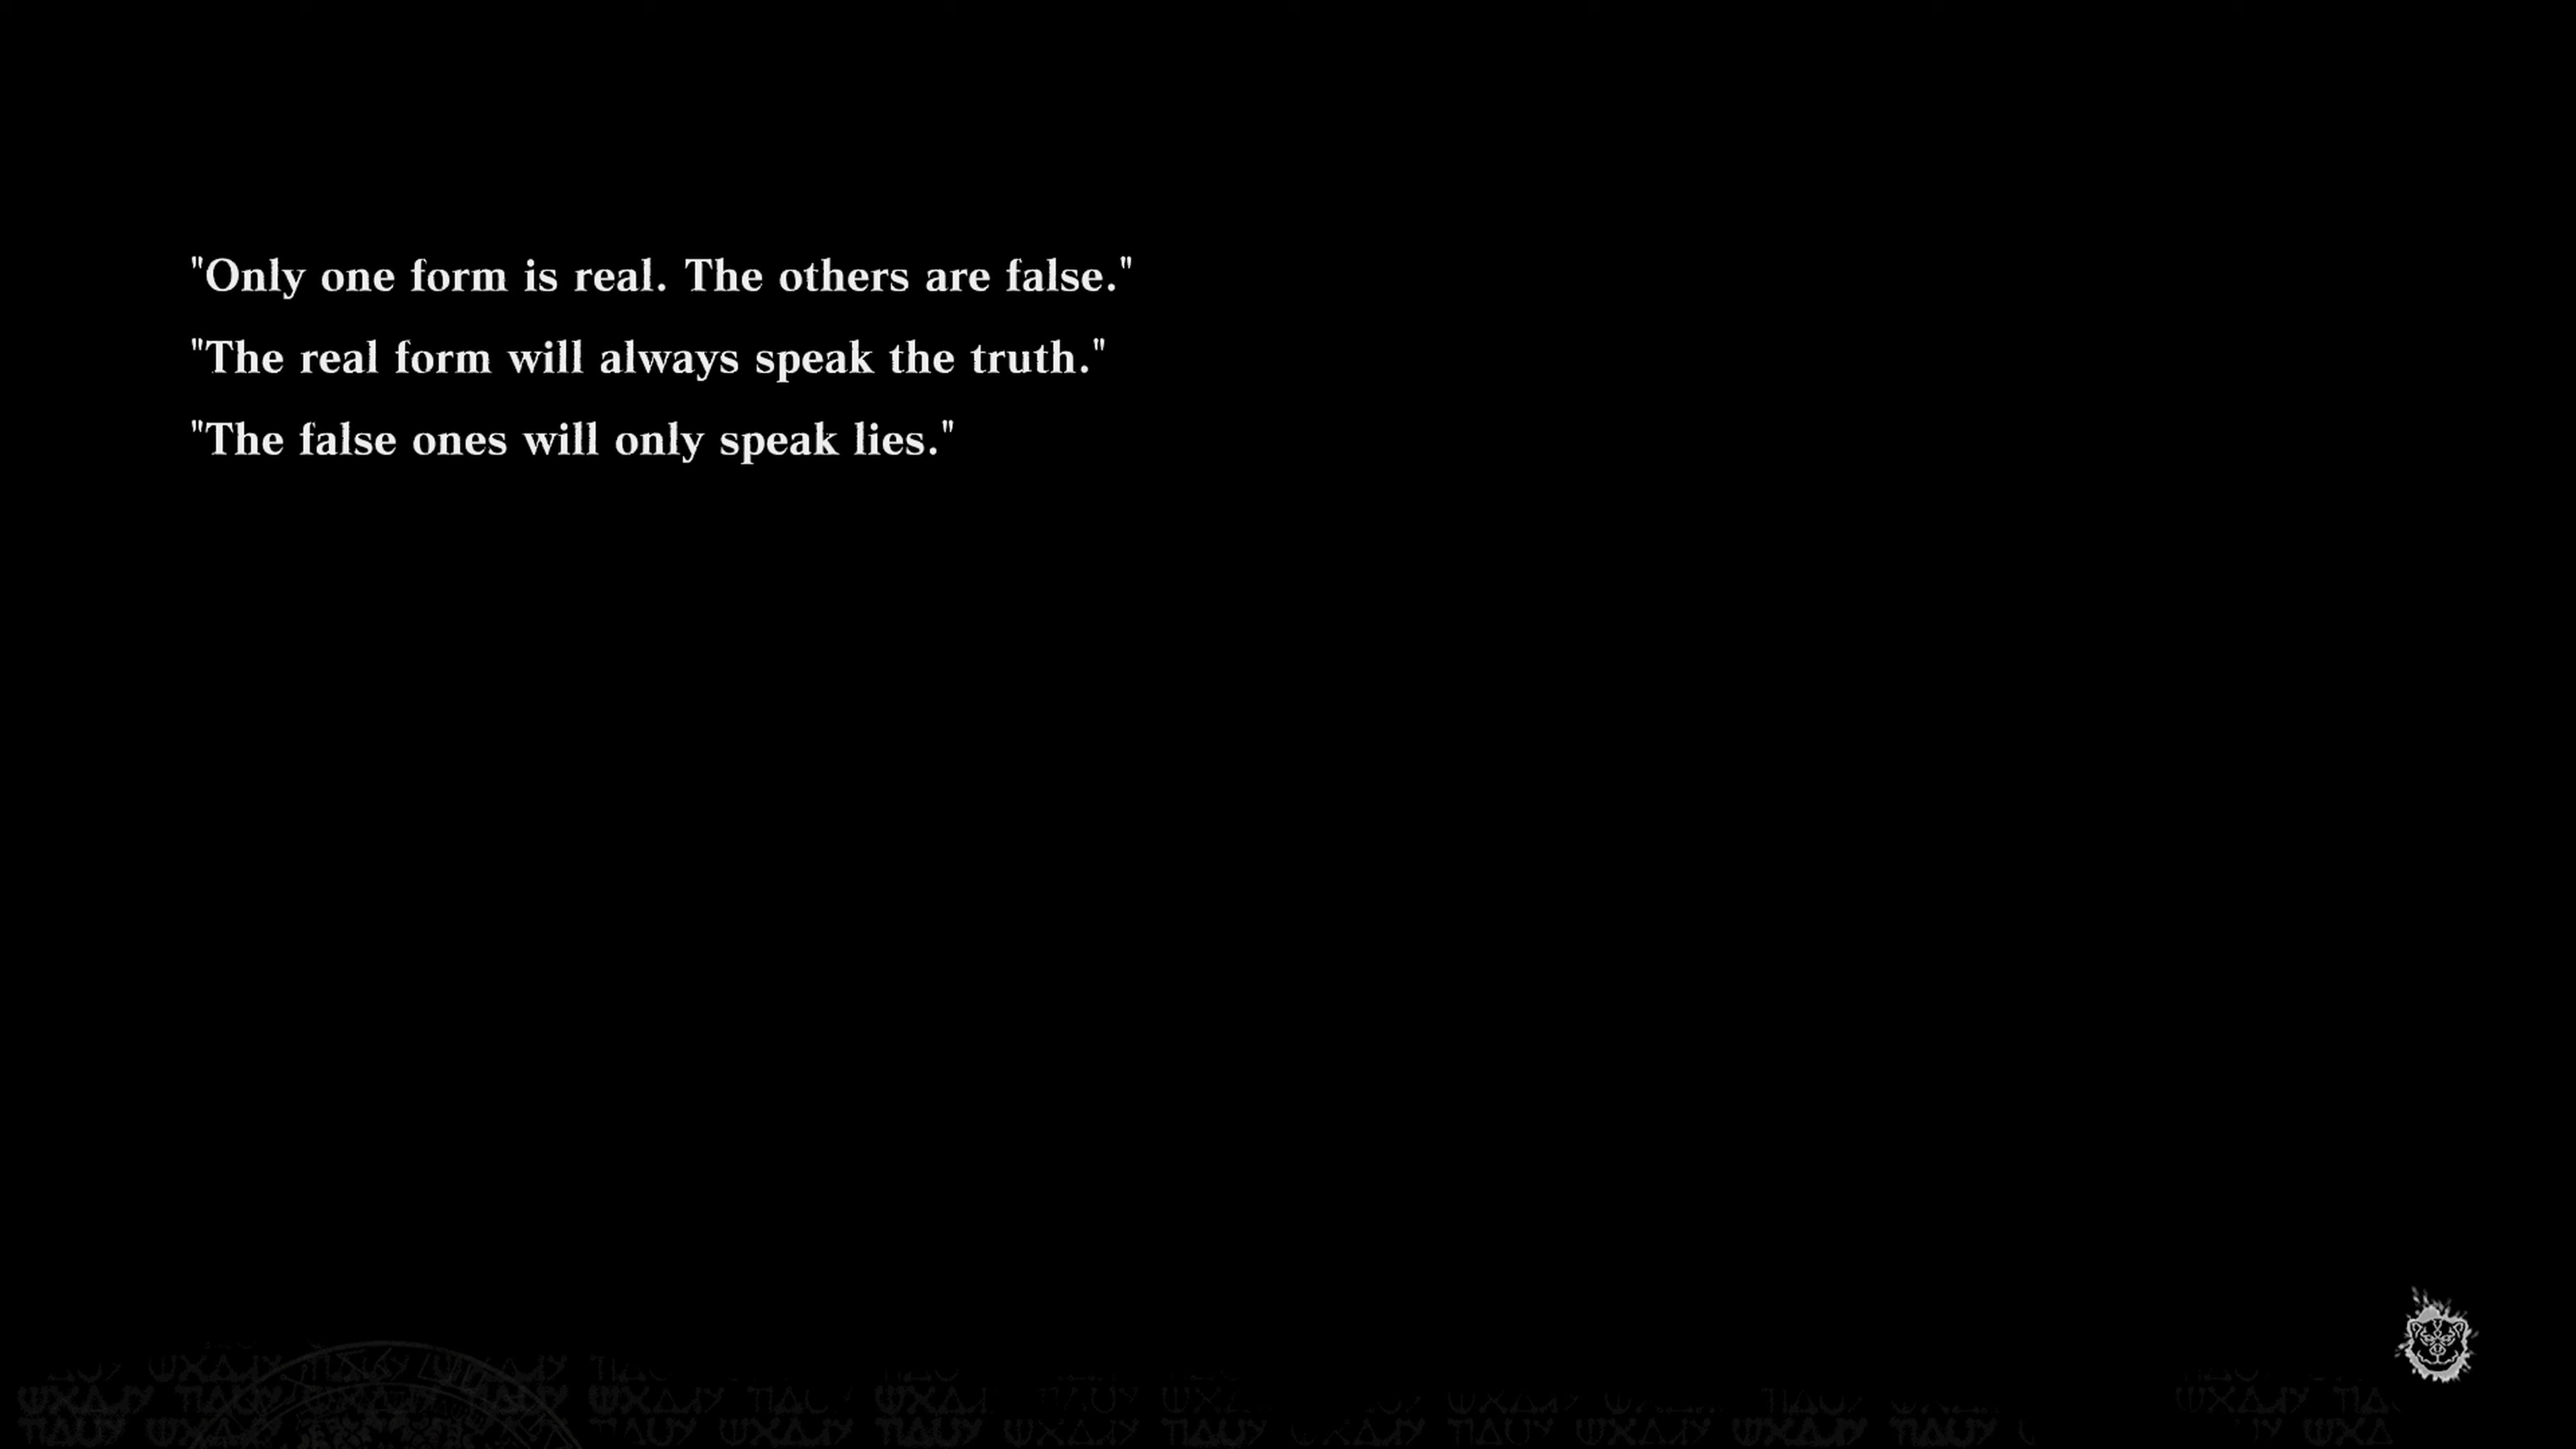 "Only one form is real. The others are false."
"The real form will always speak the truth."
"The false ones will only speak lies."